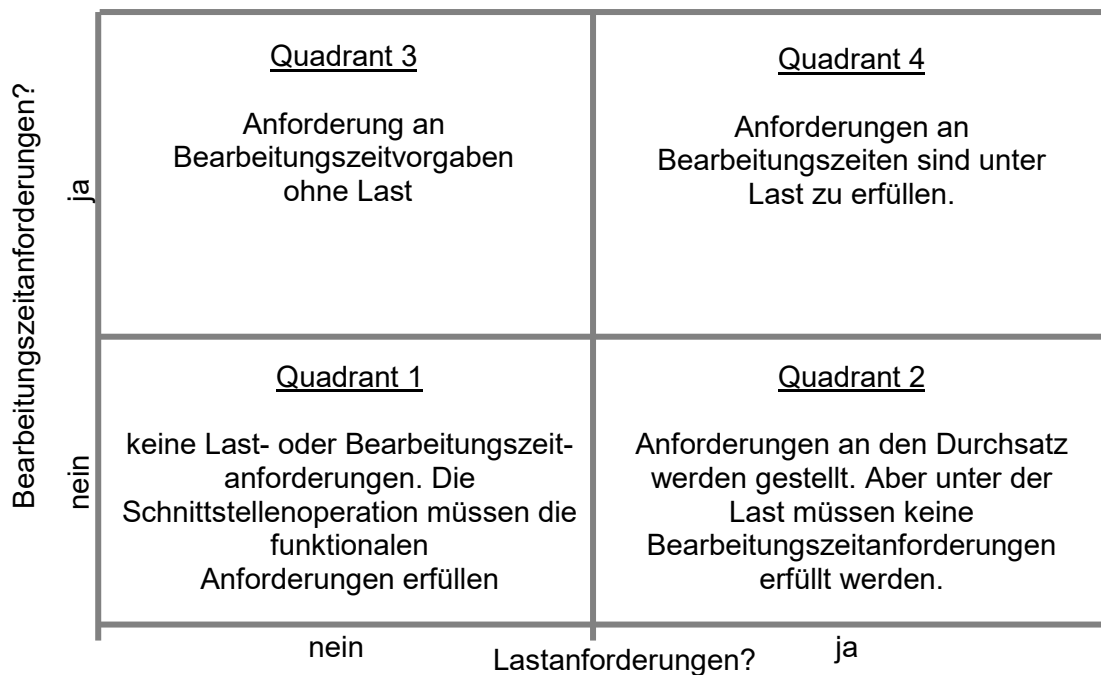 Bearbeitungszeitanforderungen?
ja
nein
Quadrant 3
Anforderung an
Bearbeitungszeitvorgaben
ohne Last
Quadrant 4
Anforderungen an
Bearbeitungszeiten sind unter
Last zu erfüllen.
Quadrant 1
keine Last- oder Bearbeitungszeit-
anforderungen. Die
Schnittstellenoperation müssen die
funktionalen
Anforderungen erfüllen
Quadrant 2
Anforderungen an den Durchsatz
werden gestellt. Aber unter der
Last müssen keine
Bearbeitungszeitanforderungen
erfüllt werden.
nein
Lastanforderungen?
ja